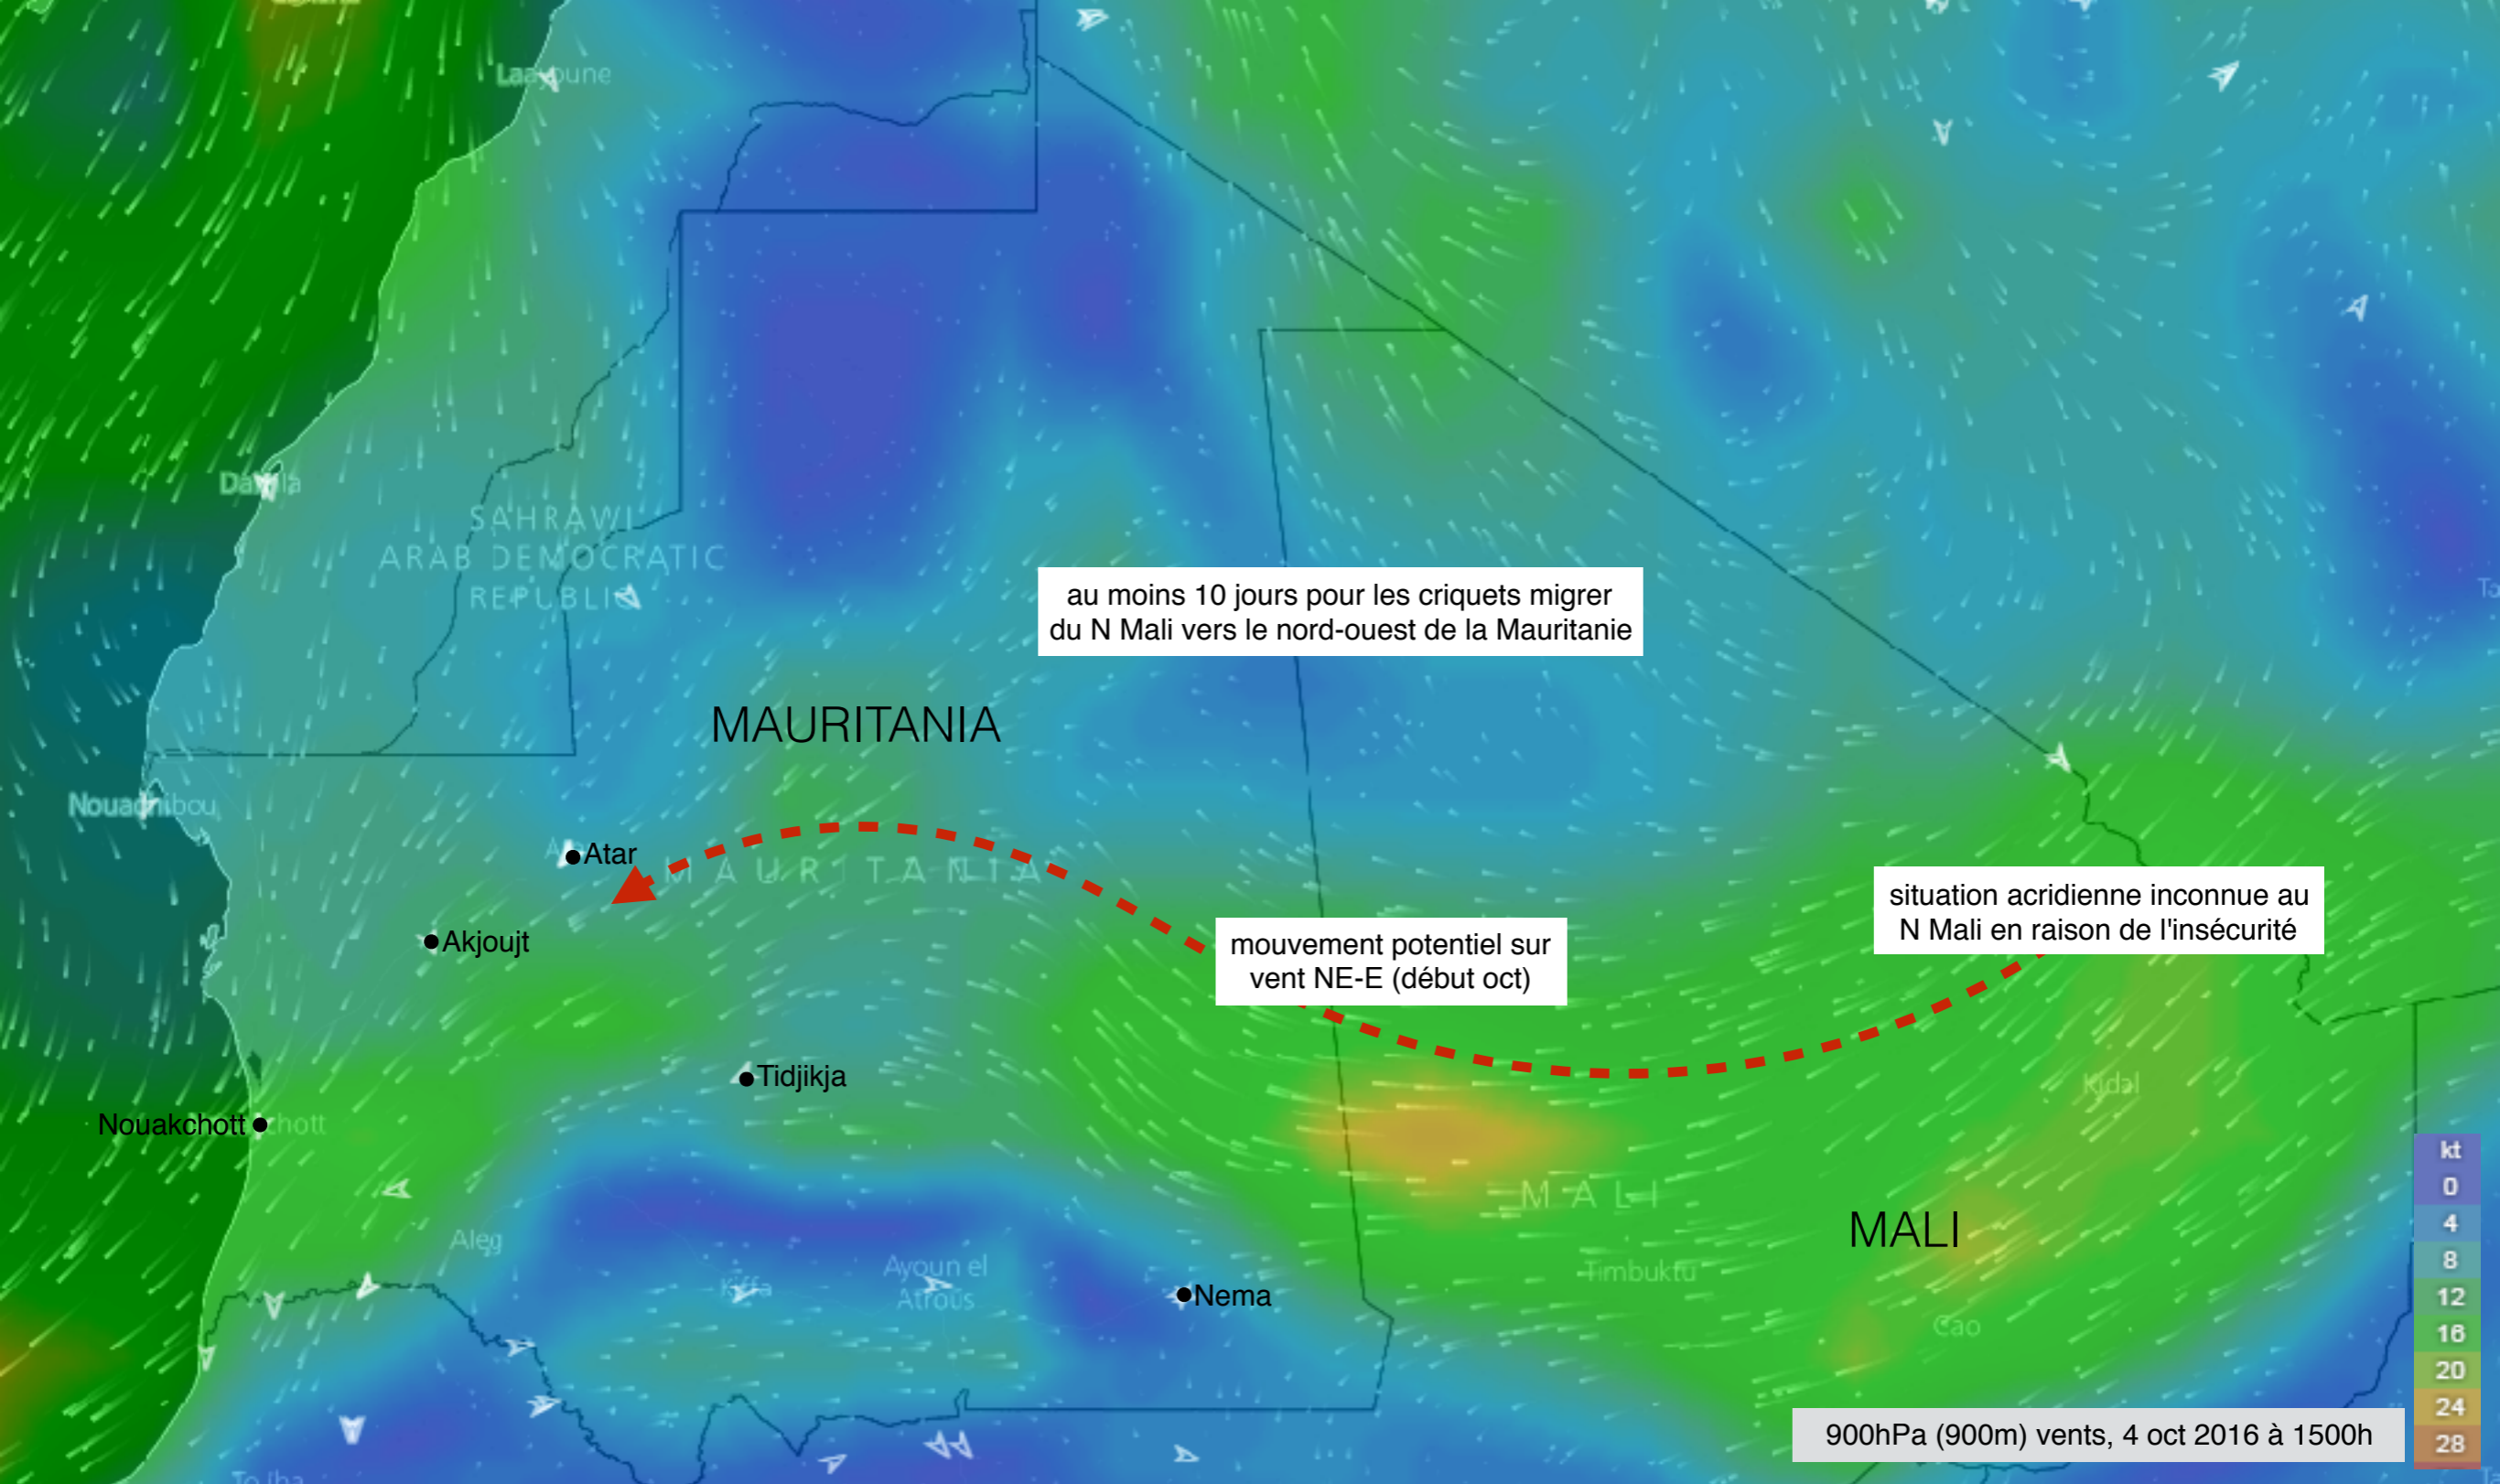 Laayoune
Dakhla
SAHRAWI
ARAB DEMOCRATIC
REPUBLIC
au moins 10 jours pour les criquets migrer
du N Mali vers le nord-ouest de la Mauritanie
MAURITANIA
Nouadhibou
Atar
MAURITANIA
situation acridienne inconnue au
N Mali en raison de l'insécurité
Akjoujt
mouvement potentiel sur
vent NE-E (début oct)
Tidjikja
Kidal
Nouakchott
chott
MALI
MALI
Aleg
Kiffa
Ayoun el
Atrous
Nema
Timbuktu
Gao
kt
0
4
8
12
16
20
24
28
900hPa (900m) vents, 4 oct 2016 à 1500h